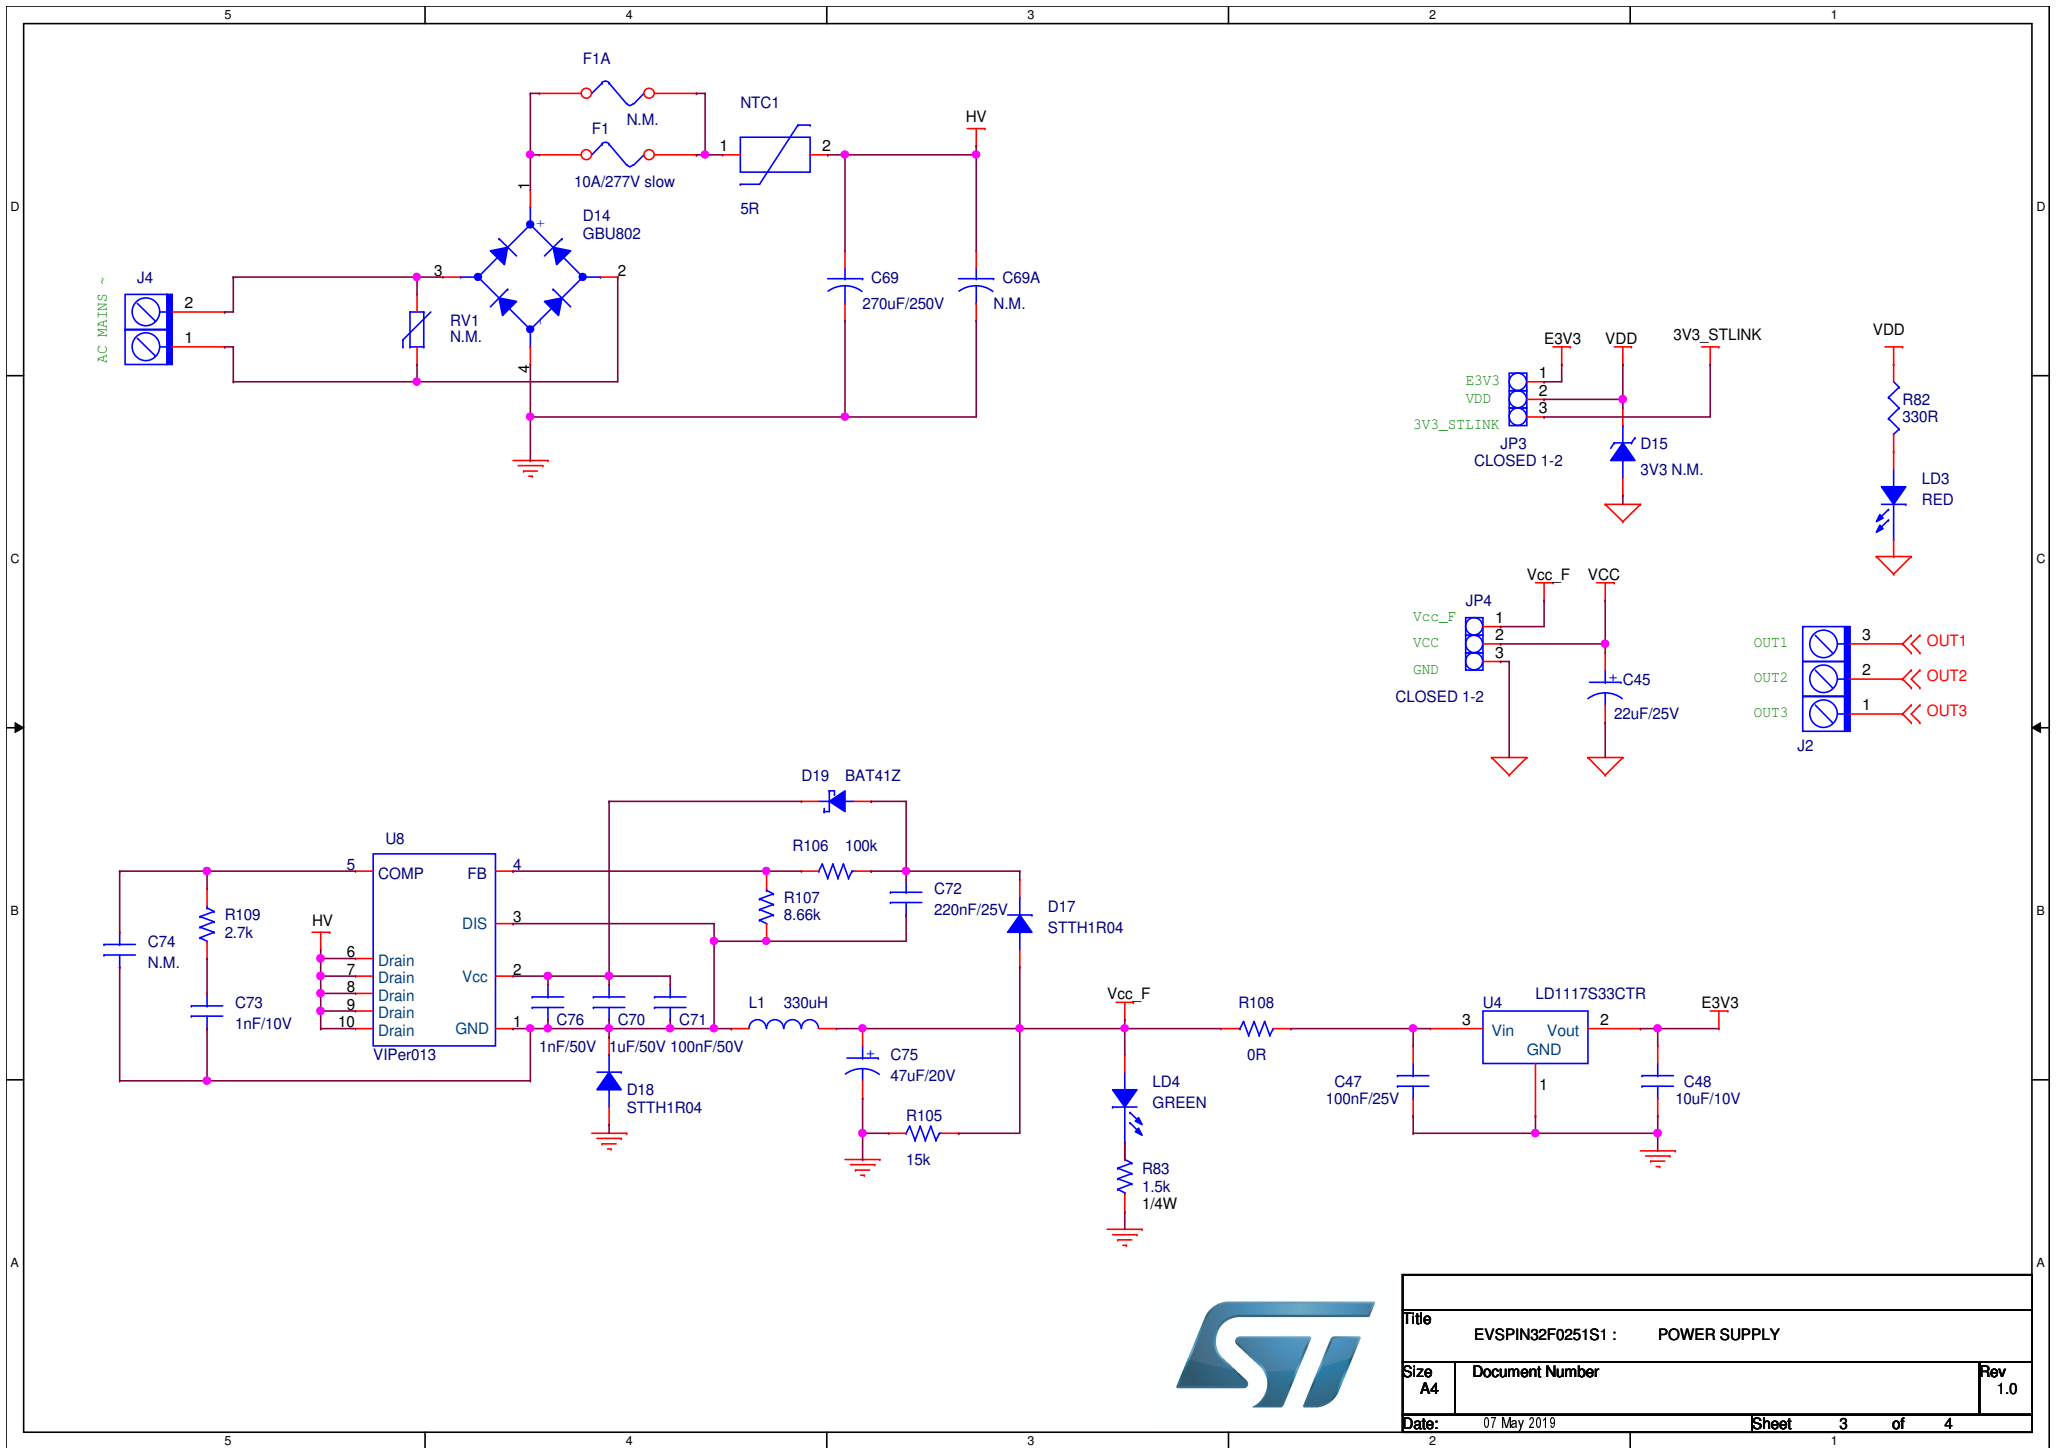 5 4 3 2 1
F1A
N.M.
F1
10A/277V slow
NTC1
1 2
5R
HV
D D
1
D14
GBU802
+
-
3 2
4
J4
AC MAINS ~
2
1
RV1
N.M.
C69
270uF/250V
C69A
N.M.
E3V3 VDD 3V3_STLINK
E3V3 1
VDD 2
3V3_STLINK 3
JP3
CLOSED 1-2
D15
3V3 N.M.
VDD
R82
330R
LD3
RED
C C
Vcc_F VCC
JP4
Vcc_F 1
VCC 2
GND 3
CLOSED 1-2
+ C45
22uF/25V
OUT1 3 OUT1
OUT2 2 OUT2
OUT3 1 OUT3
J2
D19 BAT41Z
R106 100k
U8
5 COMP FB 4
DIS 3
Vcc 2
GND 1
6 Drain
7 Drain
8 Drain
9 Drain
10 Drain
VIPer013
HV
R109
2.7k
C74
N.M.
C73
1nF/10V
R107
8.66k
C72
220nF/25V
D17
STTH1R04
B B
C76
1nF/50V
C70
1uF/50V
C71
100nF/50V
L1 330uH
D18
STTH1R04
+ C75
47uF/20V
R105
15k
Vcc_F
LD4
GREEN
R83
1.5k
1/4W
R108
0R
C47
100nF/25V
U4 LD1117S33CTR
3 Vin Vout 2
GND
1
E3V3
C48
10uF/10V
A A
ST
Title
EVSPIN32F0251S1 : POWER SUPPLY
Size Document Number Rev
A4 1.0
Date: 07 May 2019 Sheet 3 of 4
5 4 3 2 1